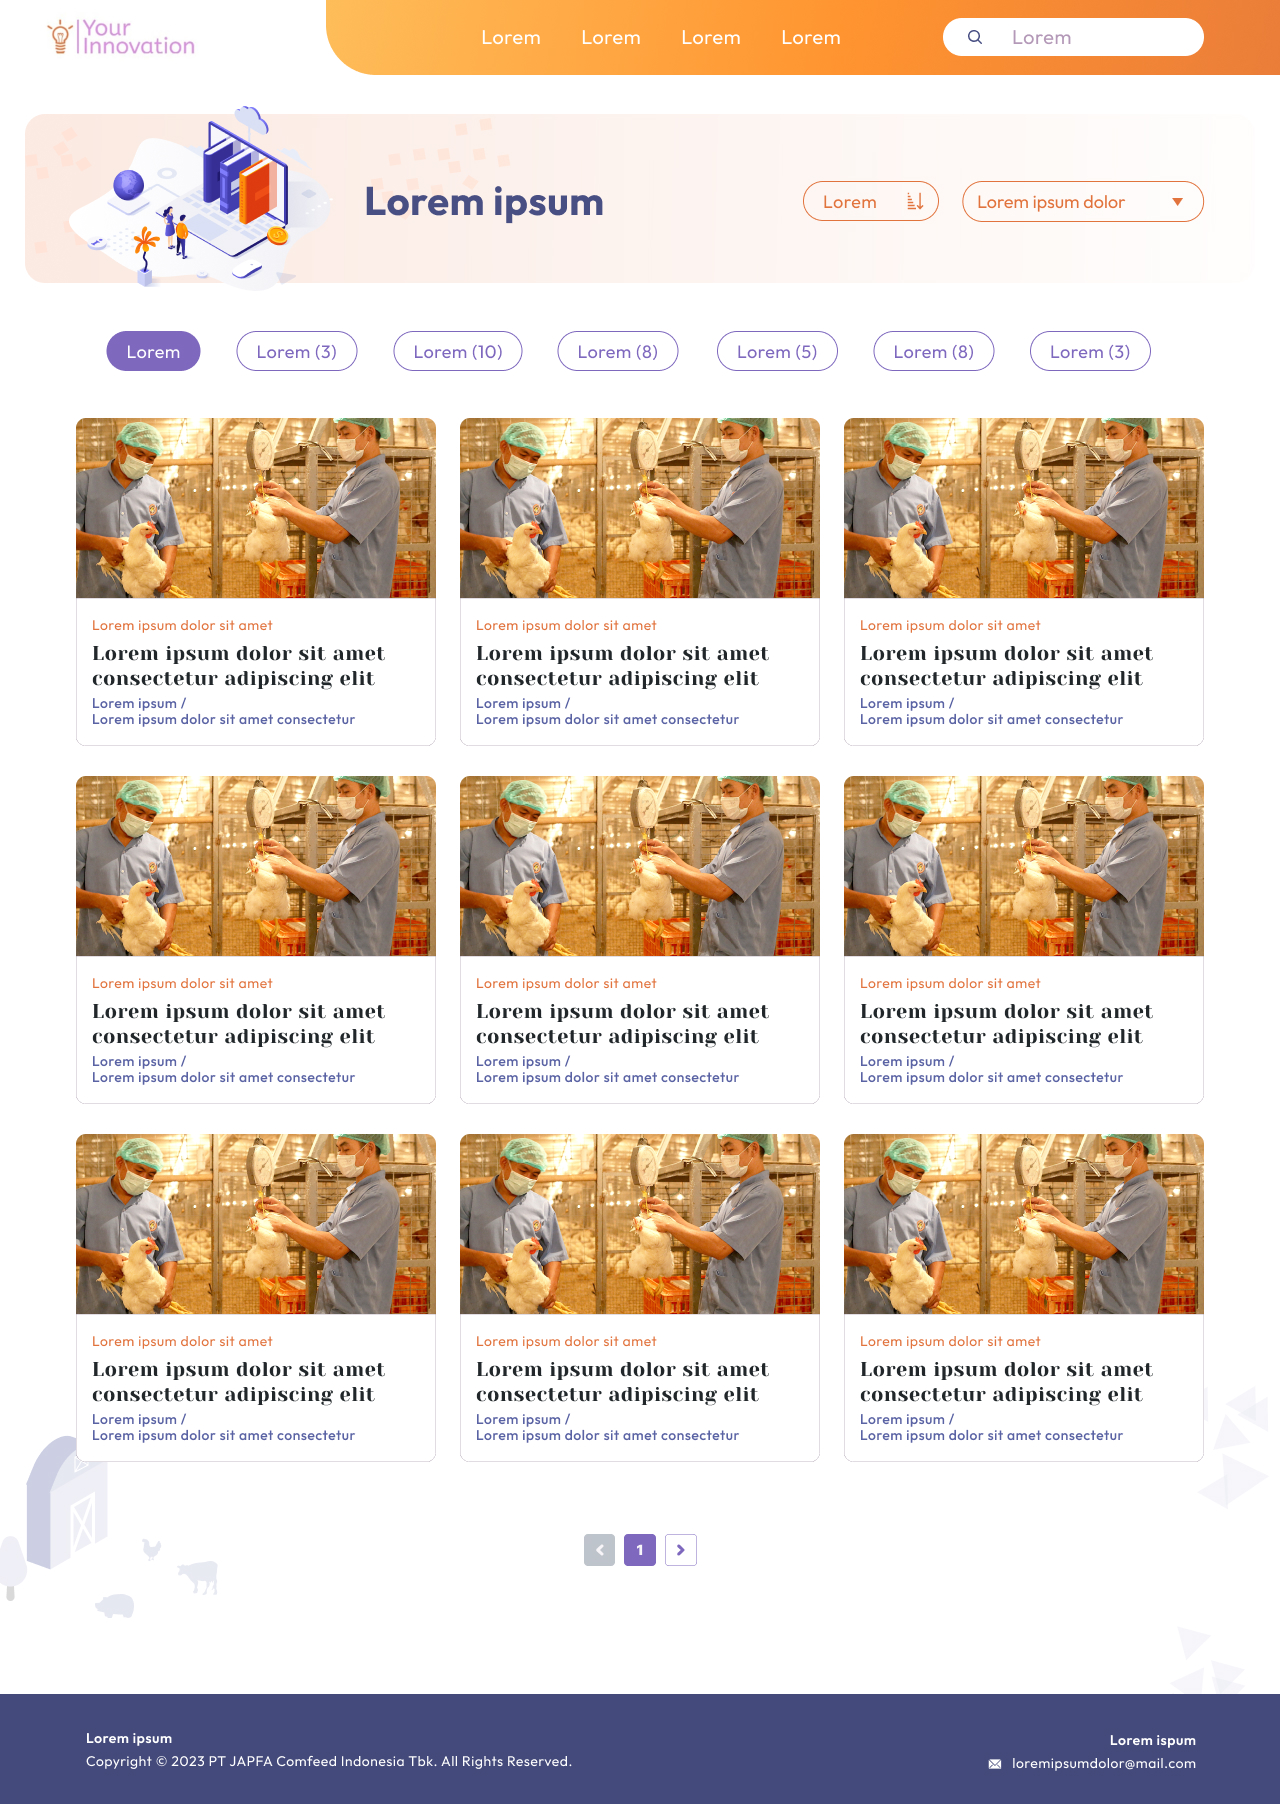 Your
Innovation
Lorem Lorem Lorem Lorem
Lorem
Lorem ipsum
Lorem
Lorem ipsum dolor
Lorem
Lorem (3)
Lorem (10)
Lorem (8)
Lorem (5)
Lorem (8)
Lorem (3)
Lorem ipsum dolor sit amet
Lorem ipsum dolor sit amet
consectetur adipiscing elit
Lorem ipsum /
Lorem ipsum dolor sit amet consectetur
Lorem ipsum dolor sit amet
Lorem ipsum dolor sit amet
consectetur adipiscing elit
Lorem ipsum /
Lorem ipsum dolor sit amet consectetur
Lorem ipsum dolor sit amet
Lorem ipsum dolor sit amet
consectetur adipiscing elit
Lorem ipsum /
Lorem ipsum dolor sit amet consectetur
Lorem ipsum dolor sit amet
Lorem ipsum dolor sit amet
consectetur adipiscing elit
Lorem ipsum /
Lorem ipsum dolor sit amet consectetur
Lorem ipsum dolor sit amet
Lorem ipsum dolor sit amet
consectetur adipiscing elit
Lorem ipsum /
Lorem ipsum dolor sit amet consectetur
Lorem ipsum dolor sit amet
Lorem ipsum dolor sit amet
consectetur adipiscing elit
Lorem ipsum /
Lorem ipsum dolor sit amet consectetur
Lorem ipsum dolor sit amet
Lorem ipsum dolor sit amet
consectetur adipiscing elit
Lorem ipsum /
Lorem ipsum dolor sit amet consectetur
Lorem ipsum dolor sit amet
Lorem ipsum dolor sit amet
consectetur adipiscing elit
Lorem ipsum /
Lorem ipsum dolor sit amet consectetur
Lorem ipsum dolor sit amet
Lorem ipsum dolor sit amet
consectetur adipiscing elit
Lorem ipsum /
Lorem ipsum dolor sit amet consectetur
1
Lorem ipsum
Copyright © 2023 PT JAPFA Comfeed Indonesia Tbk. All Rights Reserved.
Lorem ispum
loremipsumdolor@mail.com